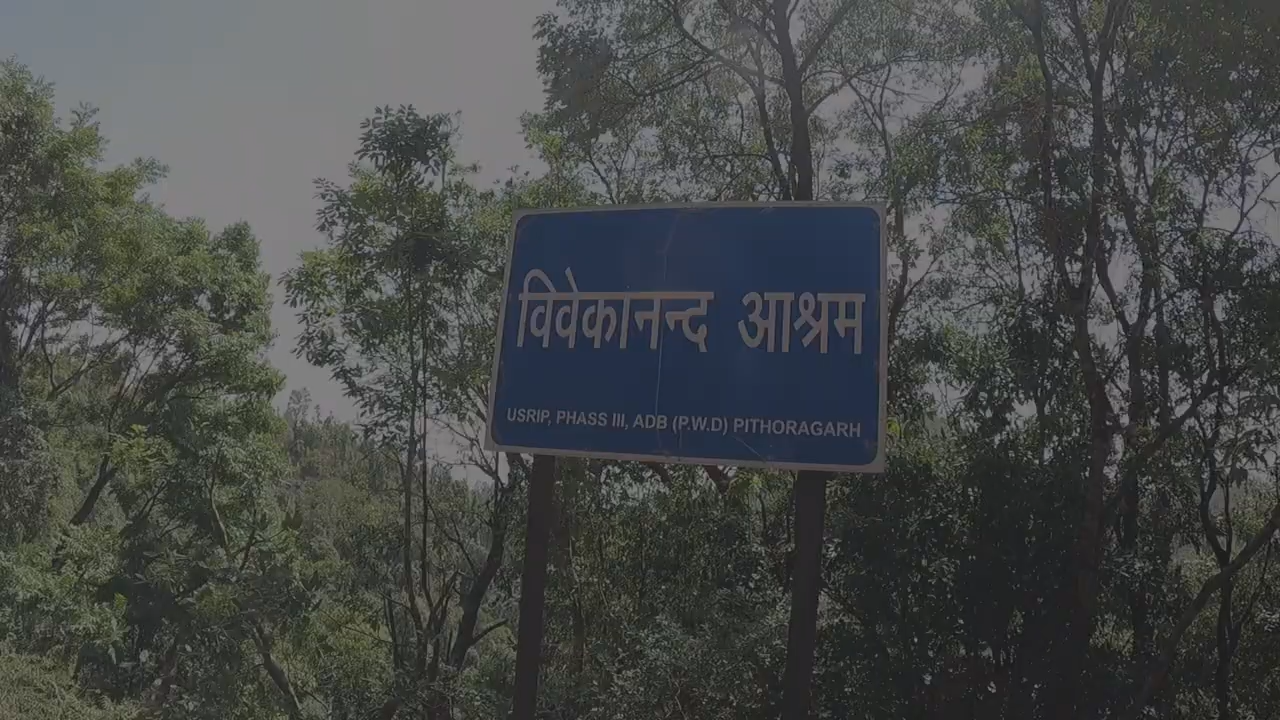 विवेकानन्द आश्रम
USRIP, PHASS III, ADB (P.W.D) PITHORAGARH